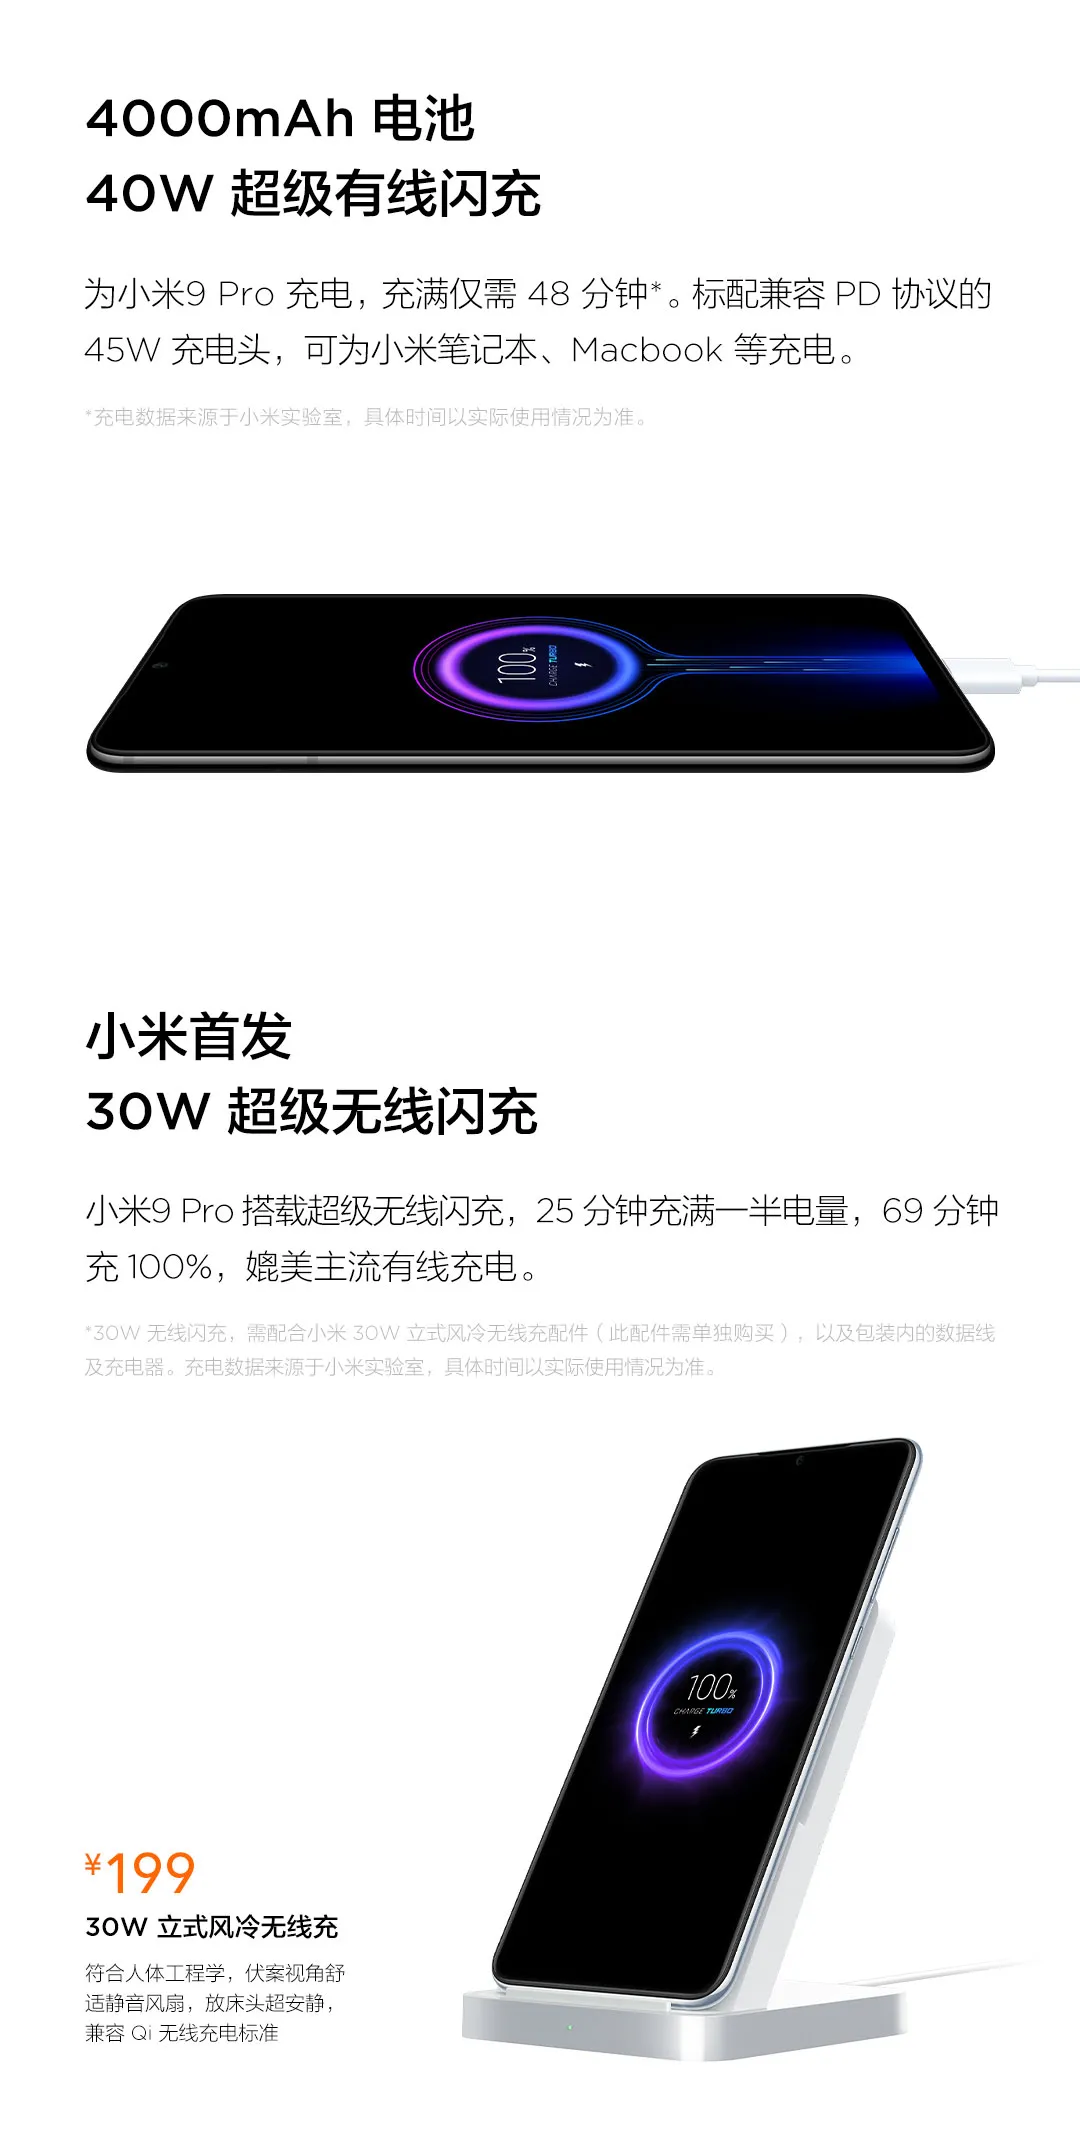 4000mAh 电池
40W 超级有线闪充
为小米9 Pro 充电，充满仅需 48 分钟*。标配兼容 PD 协议的
45W 充电头，可为小米笔记本、Macbook 等充电。
*充电数据来源于小米实验室，具体时间以实际使用情况为准。
100%
CHARGE TURBO
小米首发
30W 超级无线闪充
小米9 Pro 搭载超级无线闪充，25 分钟充满一半电量，69 分钟
充 100%，媲美主流有线充电。
*30W 无线闪充，需配合小米 30W 立式风冷无线充配件（此配件需单独购买），以及包装内的数据线
及充电器。充电数据来源于小米实验室，具体时间以实际使用情况为准。
100%
CHARGE TURBO
¥199
30W 立式风冷无线充
符合人体工程学，伏案视角舒
适静音风扇，放床头超安静，
兼容 Qi 无线充电标准